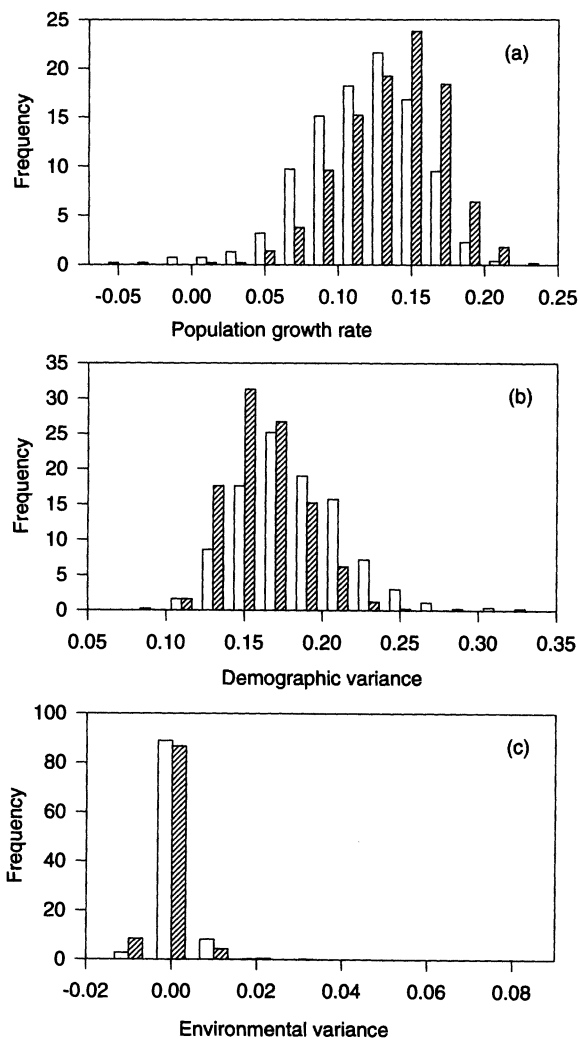 25
20
15
10
5
0
Frequency
(a)
-0.05 0.00 0.05 0.10 0.15 0.20 0.25
Population growth rate
35
30
25
20
15
10
5
0
Frequency
(b)
0.05 0.10 0.15 0.20 0.25 0.30 0.35
Demographic variance
100
80
60
40
20
0
Frequency
(c)
-0.02 0.00 0.02 0.04 0.06 0.08
Environmental variance